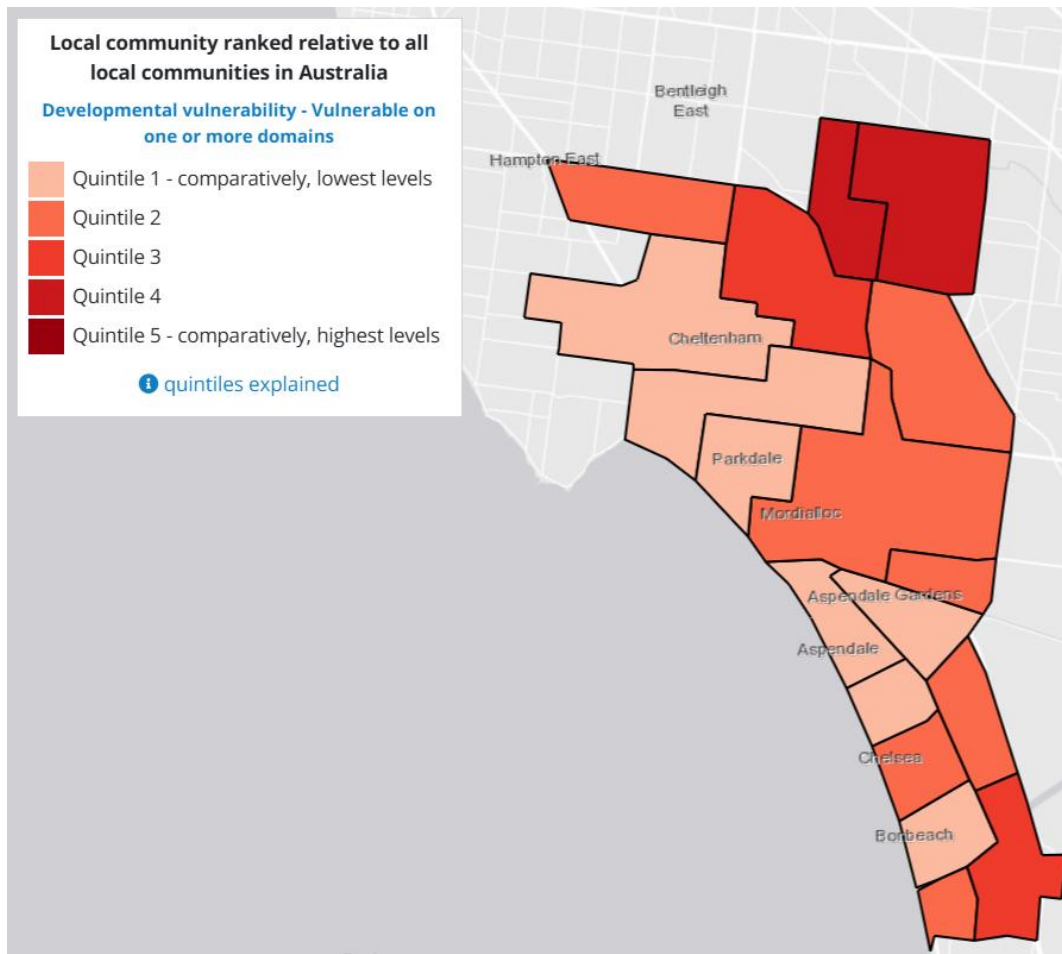 Local community ranked relative to all
local communities in Australia
Developmental vulnerability - Vulnerable on
one or more domains
Quintile 1 - comparatively, lowest levels
Quintile 2
Quintile 3
Quintile 4
Quintile 5 - comparatively, highest levels
i quintiles explained
Bentleigh
East
Hampton East
Cheltenham
Parkdale
Mordialloc
Aspendale Gardens
Aspendale
Chelsea
Bonbeach